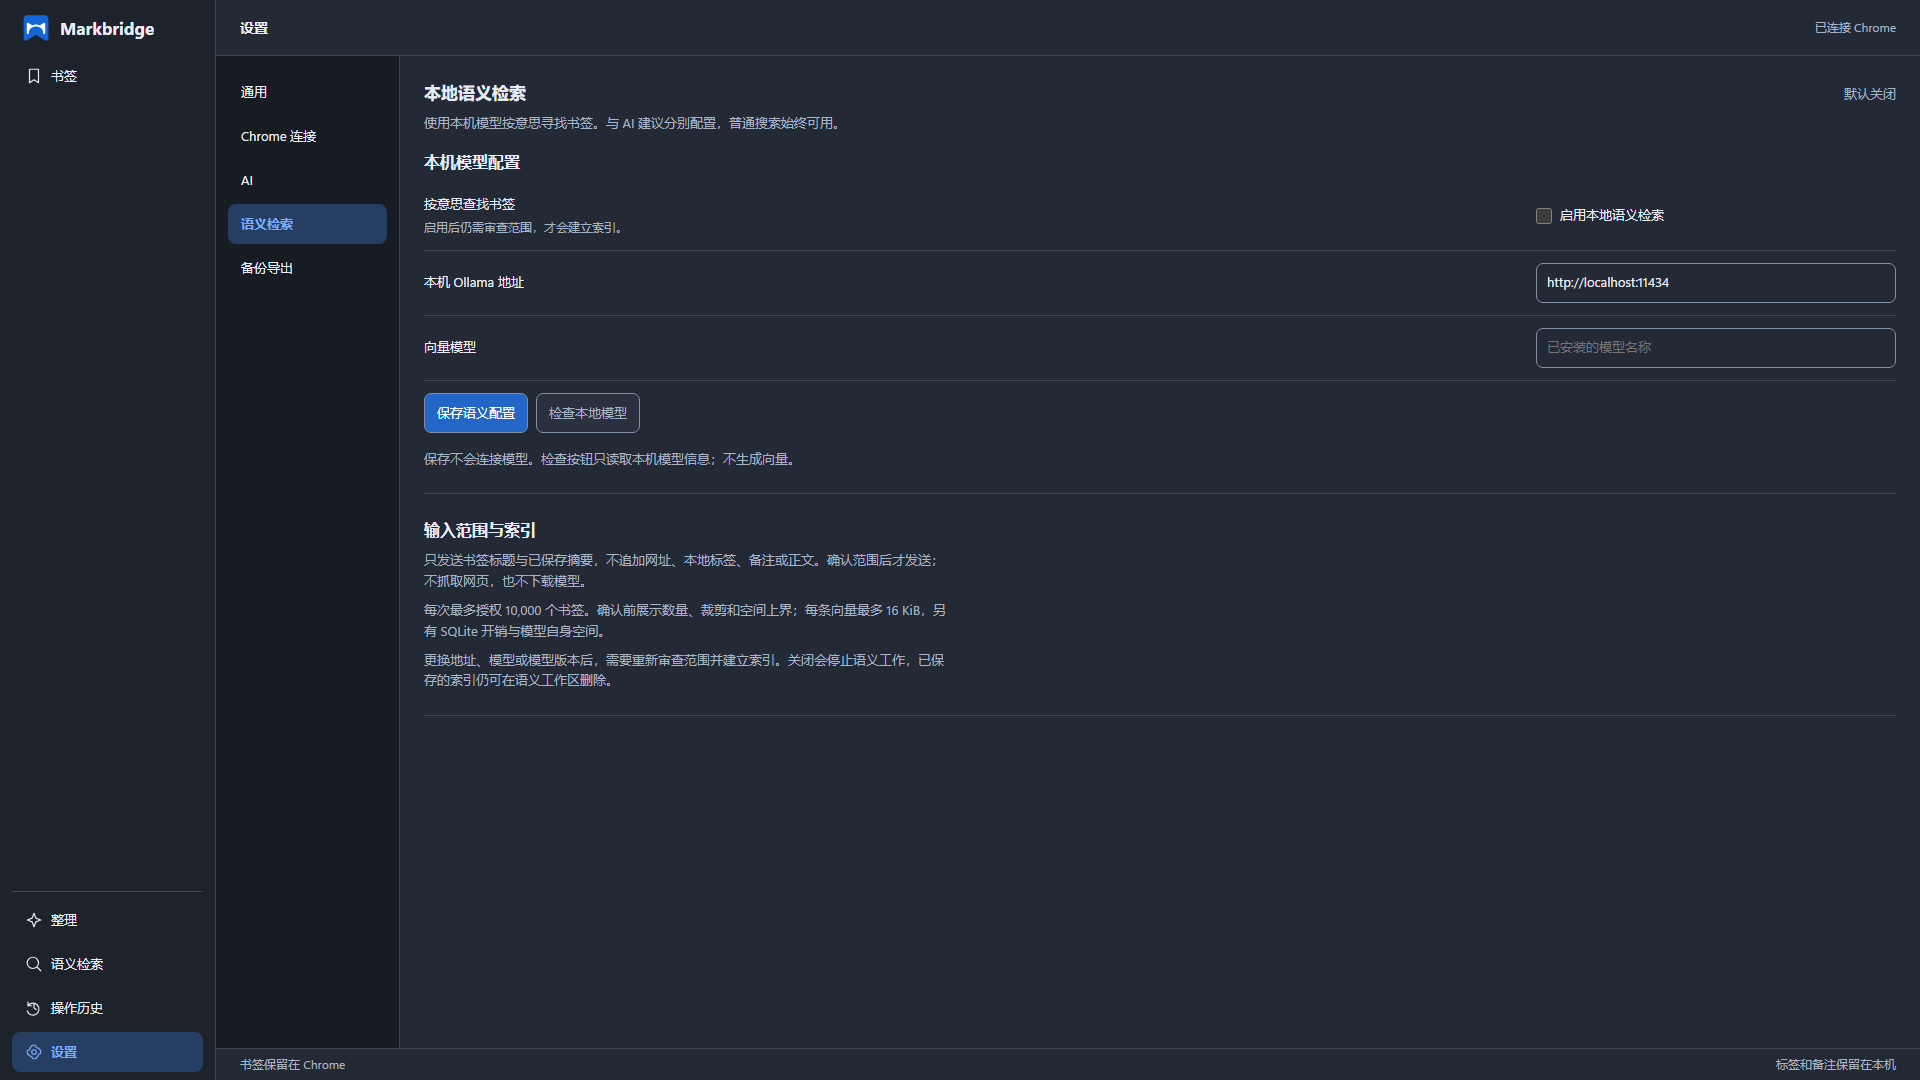 Markbridge
书签
整理
语义检索
操作历史
设置
设置
已连接 Chrome
通用
Chrome 连接
AI
语义检索
备份导出
本地语义检索
默认关闭
使用本机模型按意思寻找书签。与 AI 建议分别配置，普通搜索始终可用。
本机模型配置
按意思查找书签
启用后仍需审查范围，才会建立索引。
启用本地语义检索
本机 Ollama 地址
http://localhost:11434
向量模型
已安装的模型名称
保存语义配置
检查本地模型
保存不会连接模型。检查按钮只读取本机模型信息；不生成向量。
输入范围与索引
只发送书签标题与已保存摘要，不追加网址、本地标签、备注或正文。确认范围后才发送；
不抓取网页，也不下载模型。
每次最多授权 10,000 个书签。确认前展示数量、裁剪和空间上界；每条向量最多 16 KiB，另
有 SQLite 开销与模型自身空间。
更换地址、模型或模型版本后，需要重新审查范围并建立索引。关闭会停止语义工作，已保
存的索引仍可在语义工作区删除。
书签保留在 Chrome
标签和备注保留在本机